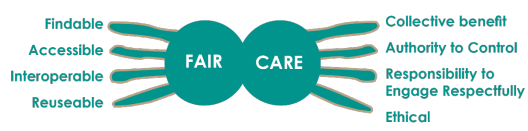 Findable
Accessible
Interoperable
Reuseable
FAIR
CARE
Collective benefit
Authority to Control
Responsibility to
Engage Respectfully
Ethical